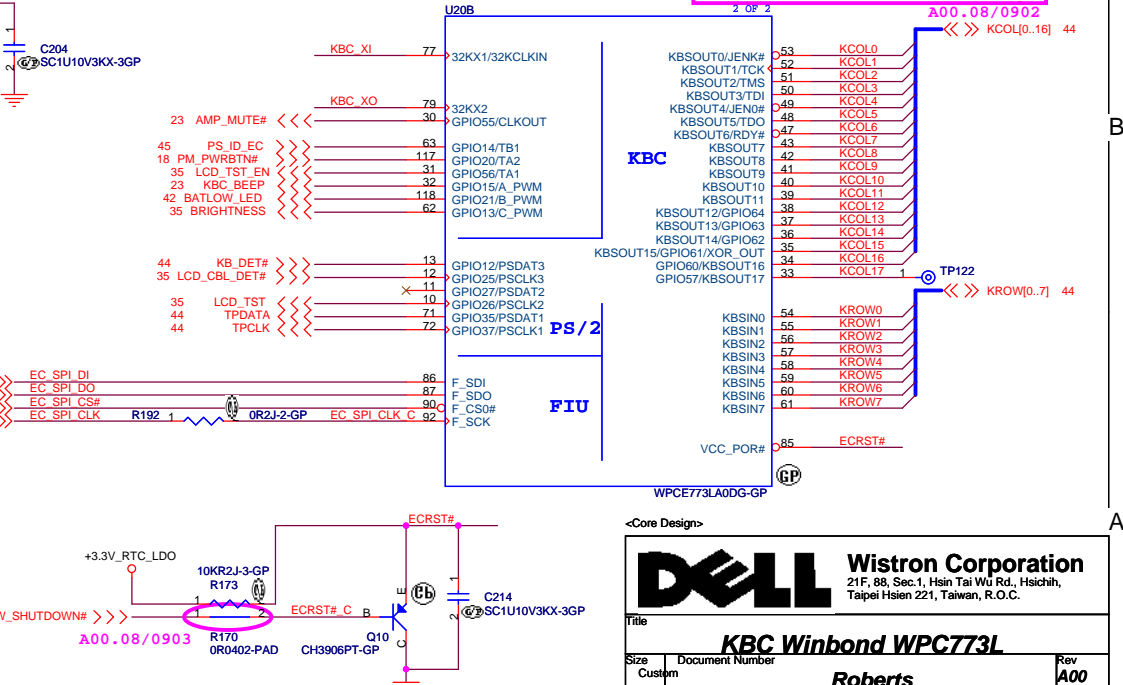 U20B
2 OF 2
A00.08/0902
1
C204
SC1U10V3KX-3GP
2
KCOL[0..16] 44
KBC_XI 77 32KX1/32KCLKIN
KBC_XO 79 32KX2
23 AMP_MUTE# 30 GPIO55/CLKOUT
45 PS_ID_EC 63 GPIO14/TB1
18 PM_PWRBTN# 117 GPIO20/TA2
35 LCD_TST_EN 31 GPIO56/TA1
23 KBC_BEEP 32 GPIO15/A_PWM
42 BATLOW_LED 118 GPIO21/B_PWM
35 BRIGHTNESS 62 GPIO13/C_PWM
KBC
44 KB_DET# 13 GPIO12/PSDAT3
35 LCD_CBL_DET# 12 GPIO25/PSCLK3
11 GPIO27/PSDAT2
35 LCD_TST 10 GPIO26/PSCLK2
44 TPDATA 71 GPIO35/PSDAT1
44 TPCLK 72 GPIO37/PSCLK1
PS/2
EC_SPI_DI 86 F_SDI
EC_SPI_DO 87 F_SDO
EC_SPI_CS# 90 F_CS0#
EC_SPI_CLK R192 1 2 0R2J-2-GP EC_SPI_CLK_C 92 F_SCK
FIU
KBSOUT0/JENK# 53 KCOL0
KBSOUT1/TCK 52 KCOL1
KBSOUT2/TMS 51 KCOL2
KBSOUT3/TDI 50 KCOL3
KBSOUT4/JEN0# 49 KCOL4
KBSOUT5/TDO 48 KCOL5
KBSOUT6/RDY# 47 KCOL6
KBSOUT7 43 KCOL7
KBSOUT8 42 KCOL8
KBSOUT9 41 KCOL9
KBSOUT10 40 KCOL10
KBSOUT11 39 KCOL11
KBSOUT12/GPIO64 38 KCOL12
KBSOUT13/GPIO63 37 KCOL13
KBSOUT14/GPIO62 36 KCOL14
KBSOUT15/GPIO61/XOR_OUT 35 KCOL15
GPIO60/KBSOUT16 34 KCOL16
GPIO57/KBSOUT17 33 KCOL17 1 TP122
KROW[0..7] 44
KBSIN0 54 KROW0
KBSIN1 55 KROW1
KBSIN2 56 KROW2
KBSIN3 57 KROW3
KBSIN4 58 KROW4
KBSIN5 59 KROW5
KBSIN6 60 KROW6
KBSIN7 61 KROW7
VCC_POR# 85 ECRST#
GP
WPCE773LA0DG-GP
B
A
ECRST#
+3.3V_RTC_LDO
10KR2J-3-GP
R173
1
W_SHUTDOWN# 1 2 ECRST#_C B
A00.08/0903
R170
0R0402-PAD
E
C
Q10
CH3906PT-GP
1
C214
SC1U10V3KX-3GP
2
<Core Design>
DELL
Wistron Corporation
21F, 88, Sec.1, Hsin Tai Wu Rd., Hsichih,
Taipei Hsien 221, Taiwan, R.O.C.
Title
KBC Winbond WPC773L
Size
Custom
Document Number
Roberts
Rev
A00